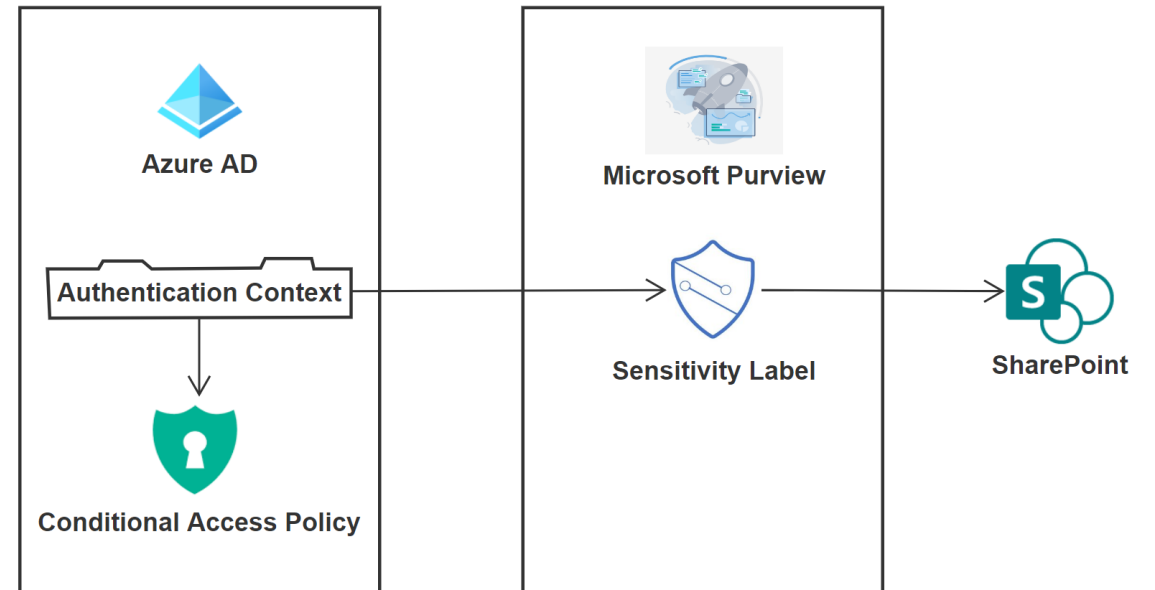 Azure AD
Microsoft Purview
Authentication Context
S
Sensitivity Label
SharePoint
Conditional Access Policy